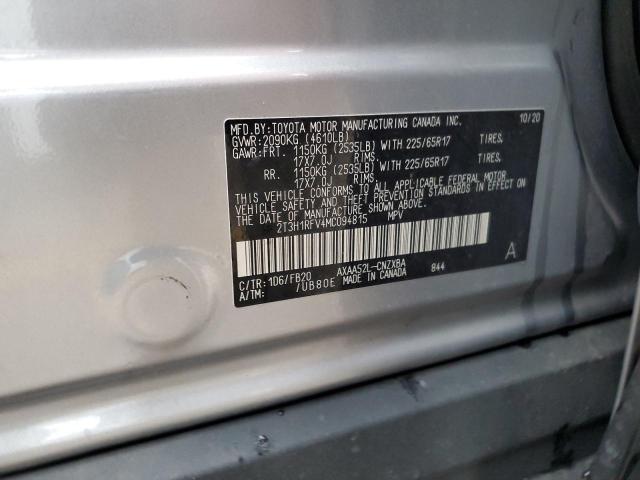 MFD.BY:TOYOTA MOTOR MANUFACTURING CANADA INC. 10/20
GVWR:2090KG (4610LB)
GAWR:FRT. 1150KG (2535LB) WITH 225/65R17 TIRES,
17X7.0J RIMS.
RR. 1150KG (2535LB) WITH 225/65R17 TIRES,
17X7.0J RIMS.
THIS VEHICLE CONFORMS TO ALL APPLICABLE FEDERAL MOTOR
VEHICLE SAFETY AND THEFT PREVENTION STANDARDS IN EFFECT
ON THE DATE OF MANUFACTURE SHOWN ABOVE.
2T3H1RFV4MC094815 MPV
C/TR:1D6/FB20 AXAA52L-CNZXBA 844 A
A/TM: /UB80E MADE IN CANADA